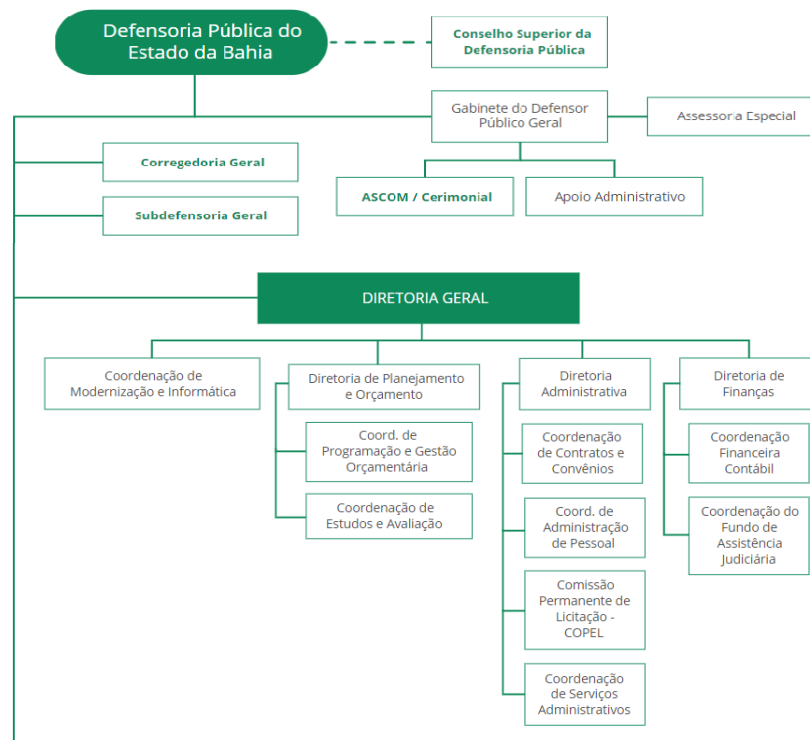 Defensoria Pública do
Estado da Bahia
Conselho Superior da
Defensoria Pública
Gabinete do Defensor
Público Geral
Assessoria Especial
Corregedoria Geral
ASCOM / Cerimonial
Apoio Administrativo
Subdefensoria Geral
DIRETORIA GERAL
Coordenação de
Modernização e Informática
Diretoria de Planejamento
e Orçamento
Coord. de
Programação e Gestão
Orçamentária
Coordenação de
Estudos e Avaliação
Diretoria
Administrativa
Coordenação
de Contratos e
Convênios
Coord. de
Administração
de Pessoal
Comissão
Permanente de
Licitação -
COPEL
Coordenação
de Serviços
Administrativos
Diretoria de
Finanças
Coordenação
Financeira
Contábil
Coordenação do
Fundo de
Assistência
Judiciária